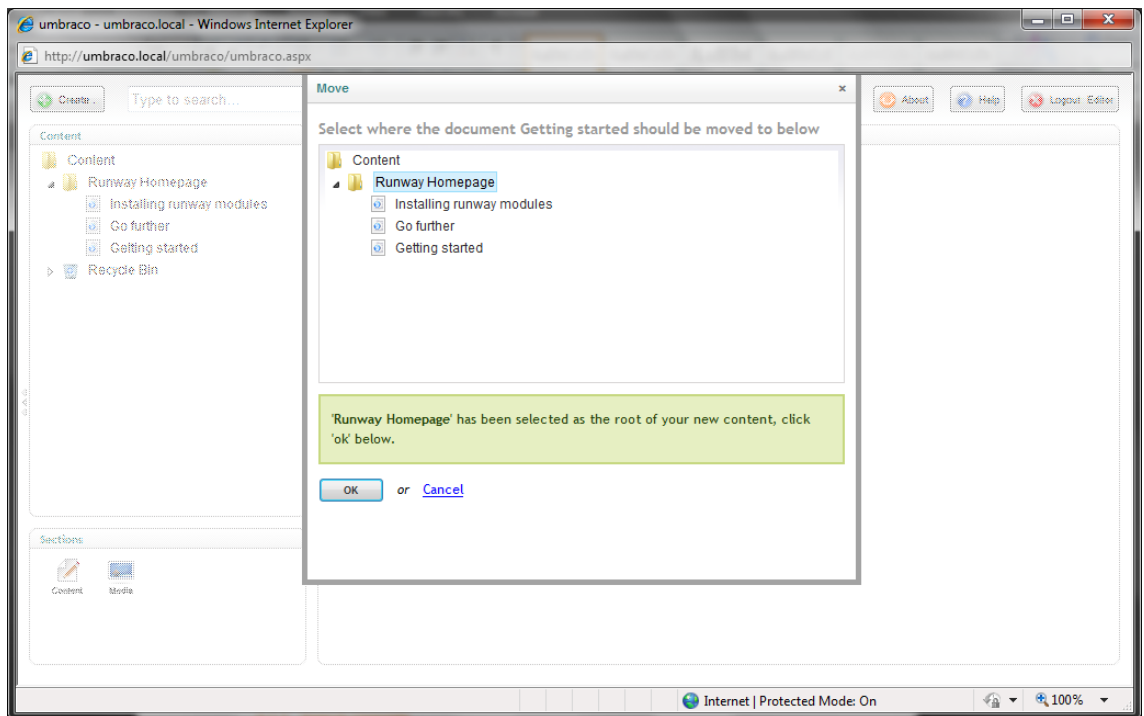 umbraco - umbraco.local - Windows Internet Explorer
http://umbraco.local/umbraco/umbraco.aspx
Create
Type to search...
About
Help
Logout Editor
Content
Content
Runway Homepage
Installing runway modules
Go further
Getting started
Recycle Bin
Move
Select where the document Getting started should be moved to below
Content
Runway Homepage
Installing runway modules
Go further
Getting started
'Runway Homepage' has been selected as the root of your new content, click
'ok' below.
OK or Cancel
Sections
Content
Media
Internet | Protected Mode: On
100%